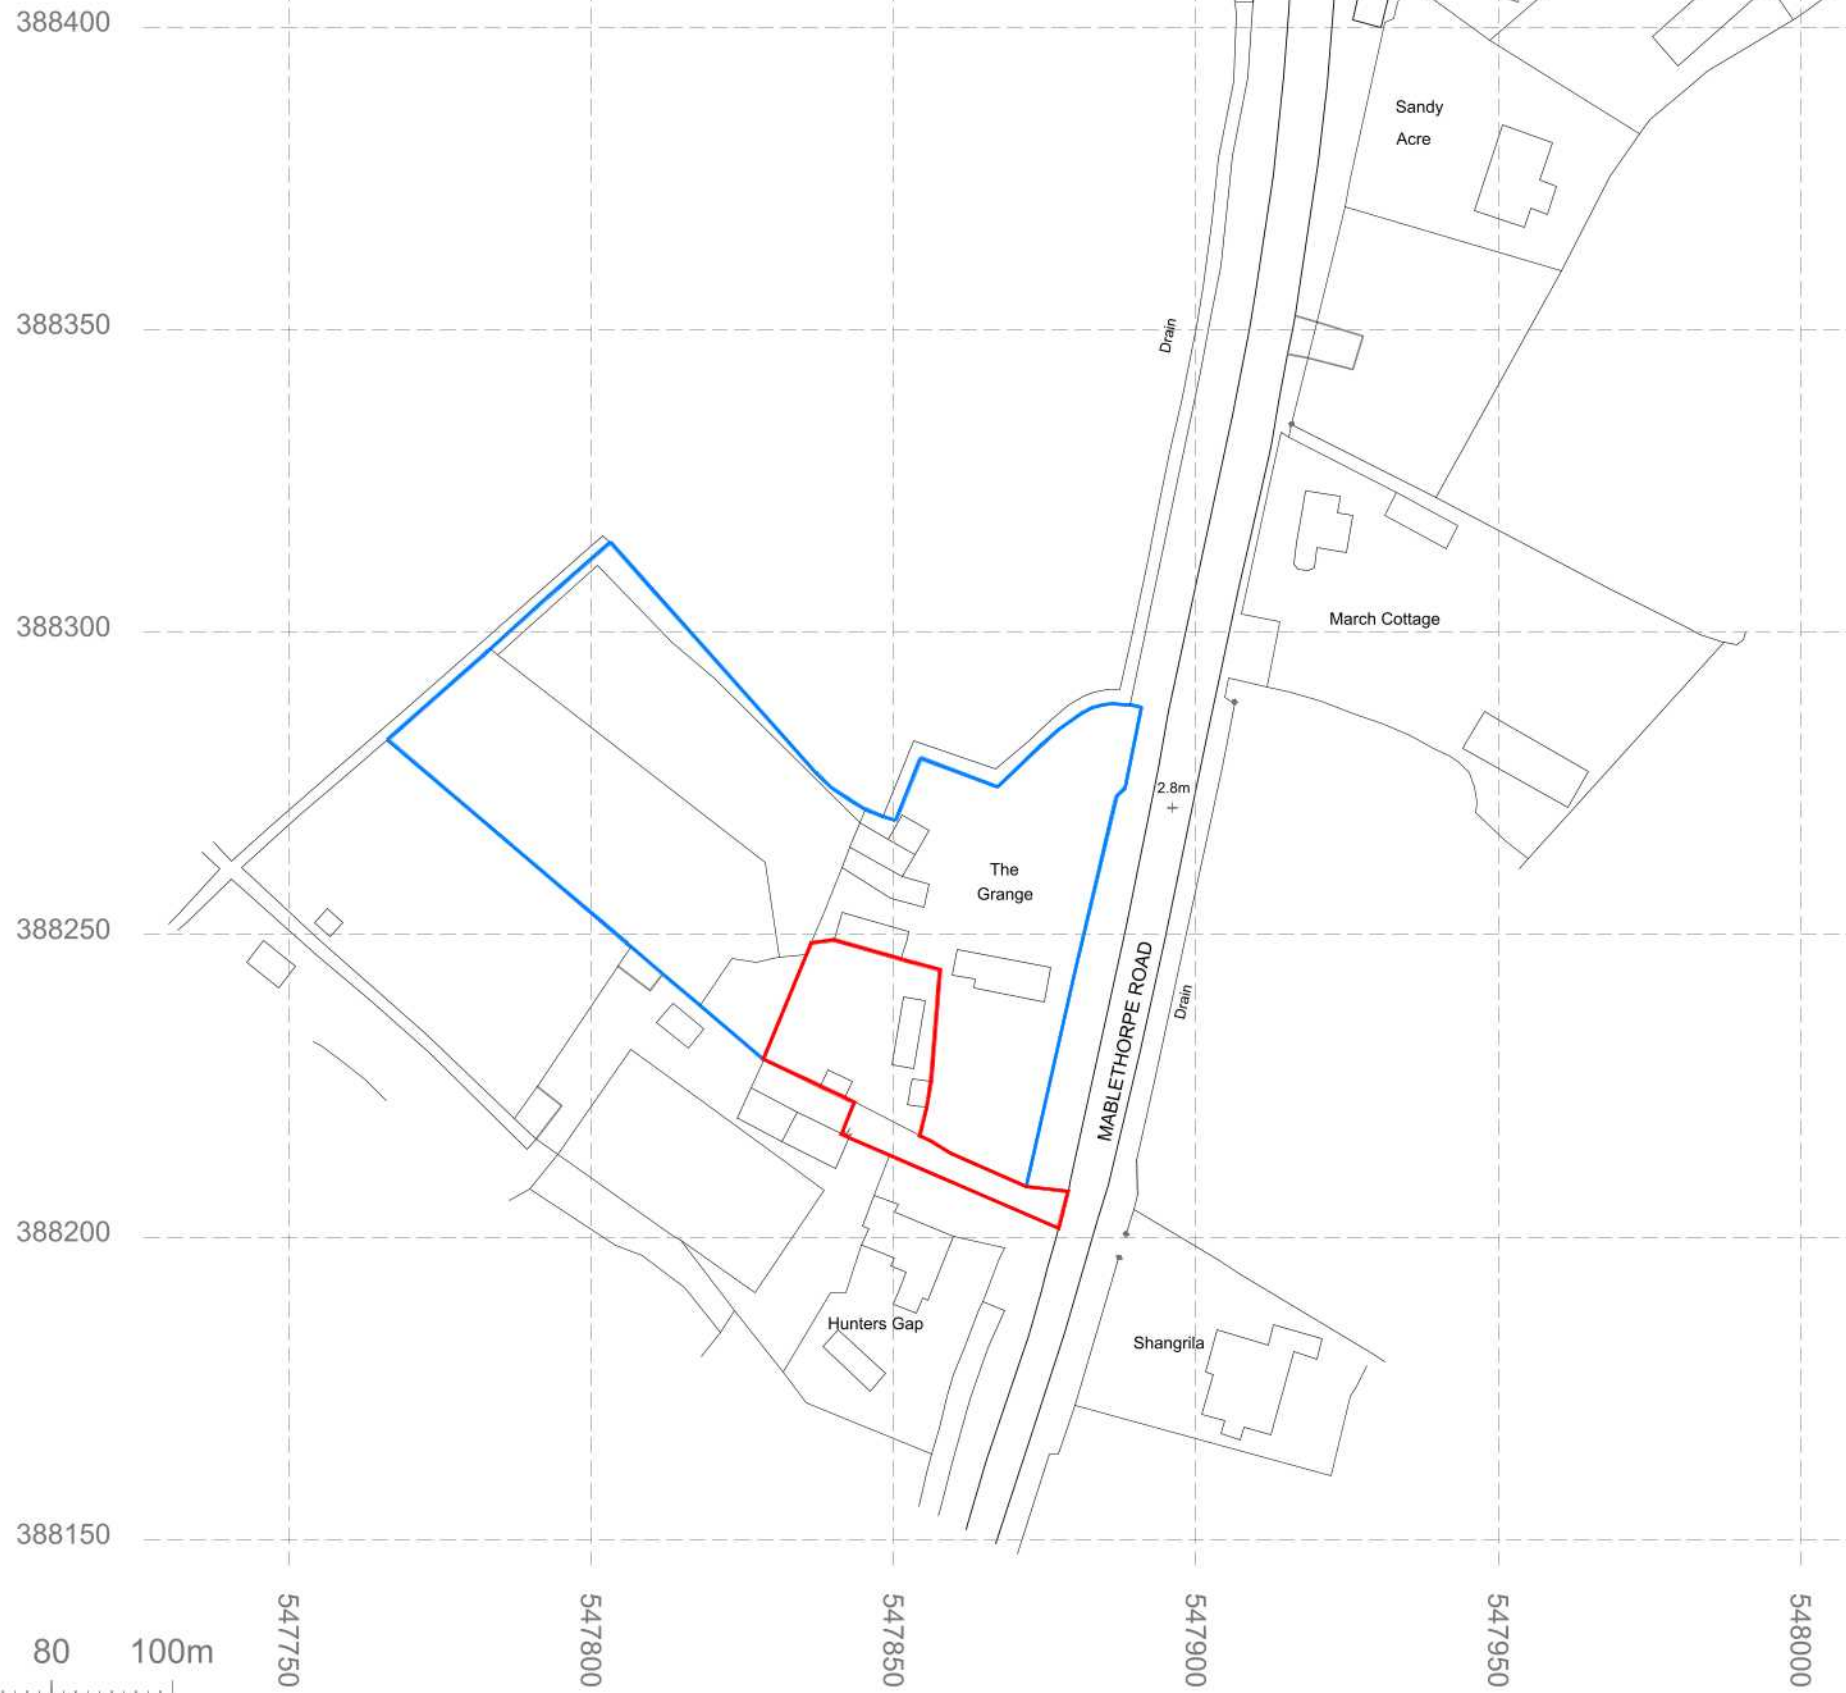 388400
Sandy
Acre
388350
Drain
388300
March Cottage
2.8m
The
Grange
388250
MABLETHORPE ROAD
Drain
388200
Hunters Gap
Shangrila
388150
547750
547800
547850
547900
547950
548000
80 100m